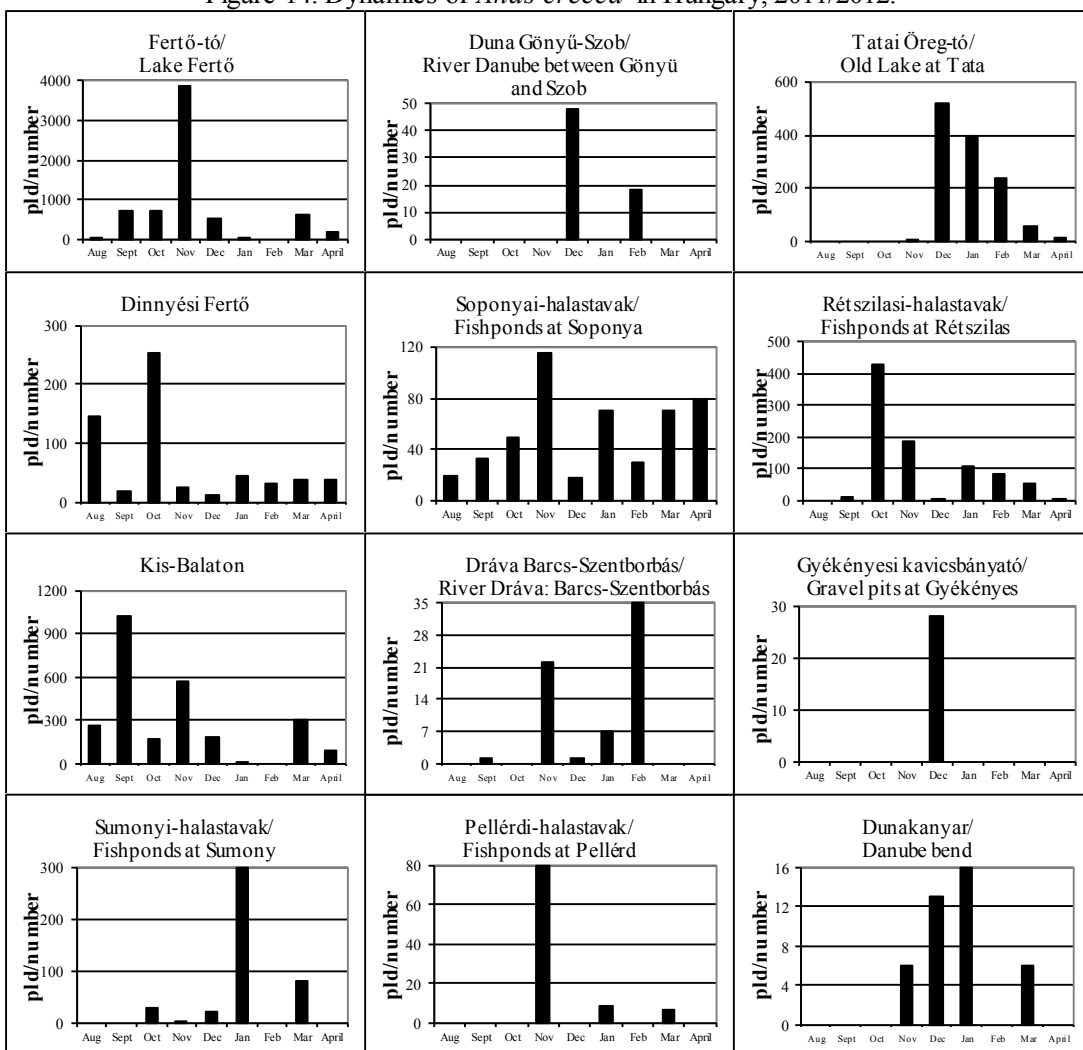 Figure 14. Dynamics of Anas crecca in Hungary, 2011/2012.
Fertő-tó/
Lake Fertő
pld/number
4000
3000
2000
1000
0
Aug Sept Oct Nov Dec Jan Feb Mar April
Duna Gönyű-Szob/
River Danube between Gönyü
and Szob
pld/number
50
40
30
20
10
0
Aug Sept Oct Nov Dec Jan Feb Mar April
Tatai Öreg-tó/
Old Lake at Tata
pld/number
600
400
200
0
Aug Sept Oct Nov Dec Jan Feb Mar April
Dinnyési Fertő
pld/number
300
200
100
0
Aug Sept Oct Nov Dec Jan Feb Mar April
Soponyai-halastavak/
Fishponds at Soponya
pld/number
120
80
40
0
Aug Sept Oct Nov Dec Jan Feb Mar April
Rétszilasi-halastavak/
Fishponds at Rétszilas
pld/number
500
400
300
200
100
0
Aug Sept Oct Nov Dec Jan Feb Mar April
Kis-Balaton
pld/number
1200
900
600
300
0
Aug Sept Oct Nov Dec Jan Feb Mar April
Dráva Barcs-Szentborbás/
River Dráva: Barcs-Szentborbás
pld/number
35
28
21
14
7
0
Aug Sept Oct Nov Dec Jan Feb Mar April
Gyékényesi kavicsbányató/
Gravel pits at Gyékényes
pld/number
30
20
10
0
Aug Sept Oct Nov Dec Jan Feb Mar April
Sumonyi-halastavak/
Fishponds at Sumony
pld/number
300
200
100
0
Aug Sept Oct Nov Dec Jan Feb Mar April
Pellérdi-halastavak/
Fishponds at Pellérd
pld/number
80
60
40
20
0
Aug Sept Oct Nov Dec Jan Feb Mar April
Dunakanyar/
Danube bend
pld/number
16
12
8
4
0
Aug Sept Oct Nov Dec Jan Feb Mar April